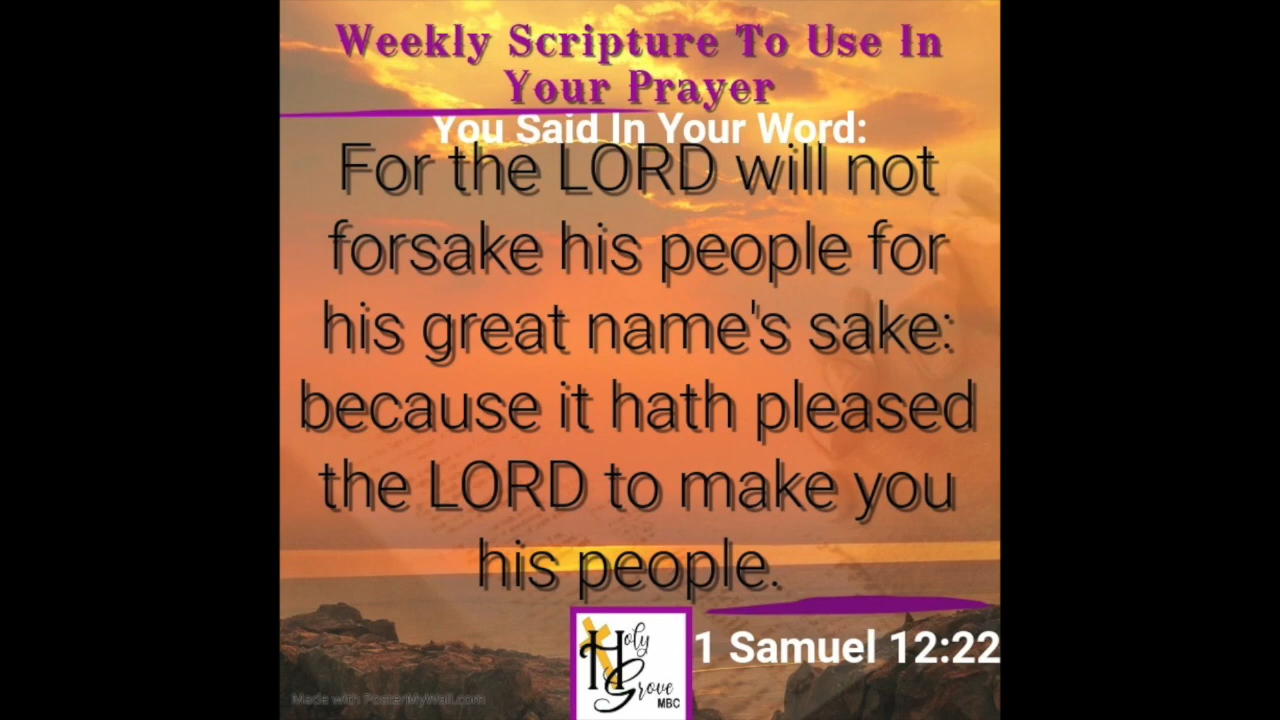 Weekly Scripture To Use In
Your Prayer
You Said In Your Word:
For the LORD will not
forsake his people for
his great name's sake:
because it hath pleased
the LORD to make you
his people.
1 Samuel 12:22
Holy
Grove
MBC
Made with PosterMyWall.com